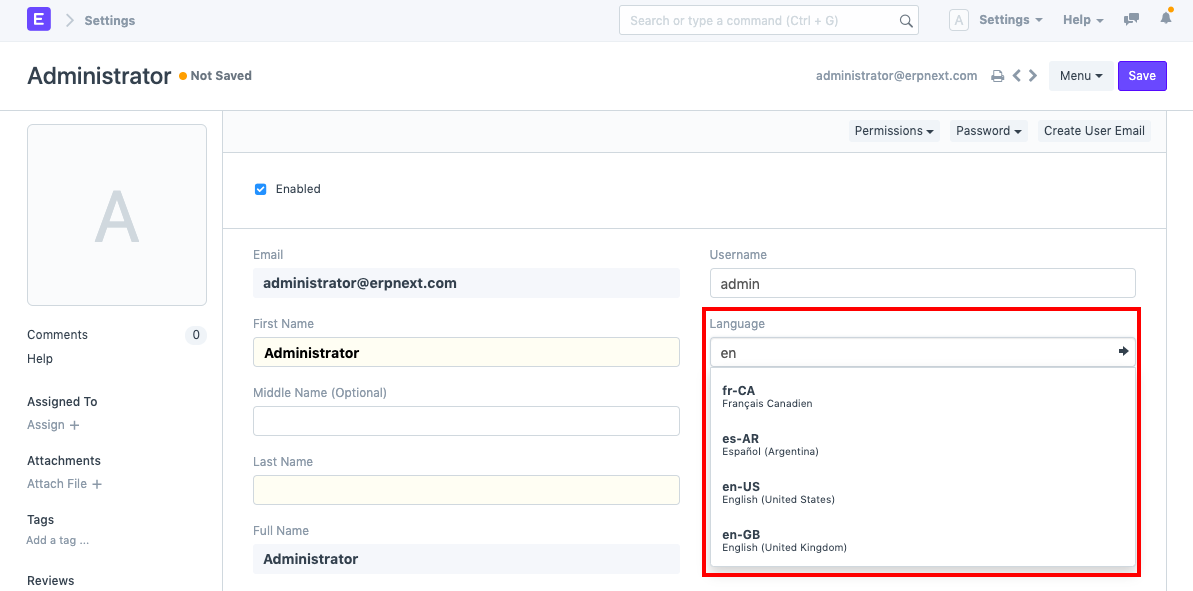 E
Settings
Search or type a command (Ctrl + G)
A
Settings
Help
Administrator
Not Saved
administrator@erpnext.com
Menu
Save
A
Permissions
Password
Create User Email
Enabled
Email
administrator@erpnext.com
Username
admin
First Name
Administrator
Language
en
fr-CA
Français Canadien
es-AR
Español (Argentina)
en-US
English (United States)
en-GB
English (United Kingdom)
Middle Name (Optional)
Last Name
Full Name
Administrator
Comments
0
Help
Assigned To
Assign +
Attachments
Attach File +
Tags
Add a tag ...
Reviews